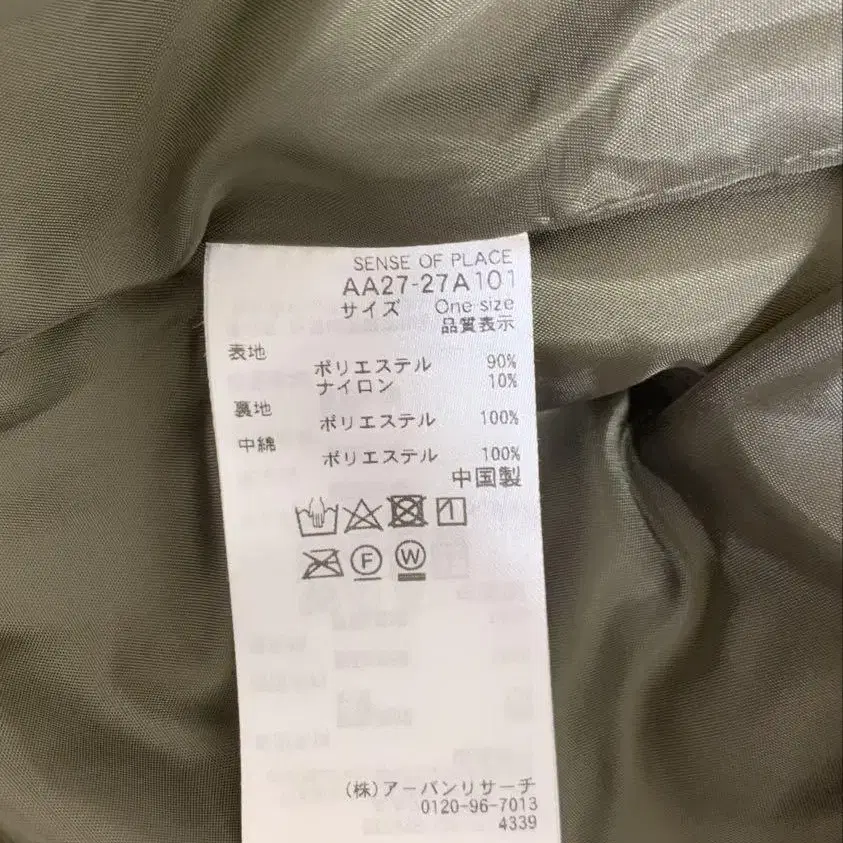 SENSE OF PLACE
AA27-27A101
サイズ One size
品質表示
表地
ポリエステル 90%
ナイロン 10%
裏地
ポリエステル 100%
中綿
ポリエステル 100%
中国製
F W
(株)アーバンリサーチ
0120-96-7013
4339